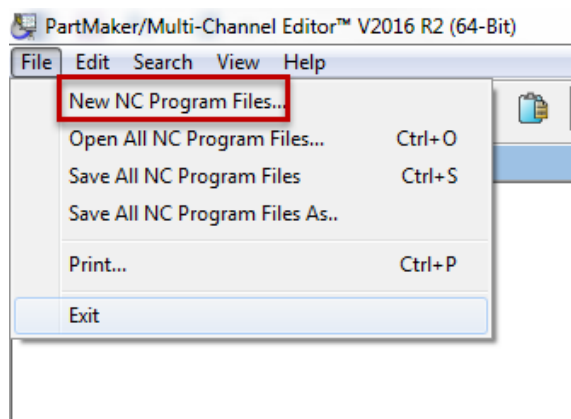 PartMaker/Multi-Channel Editor™ V2016 R2 (64-Bit)
File Edit Search View Help
New NC Program Files...
Open All NC Program Files... Ctrl+O
Save All NC Program Files Ctrl+S
Save All NC Program Files As..
Print... Ctrl+P
Exit